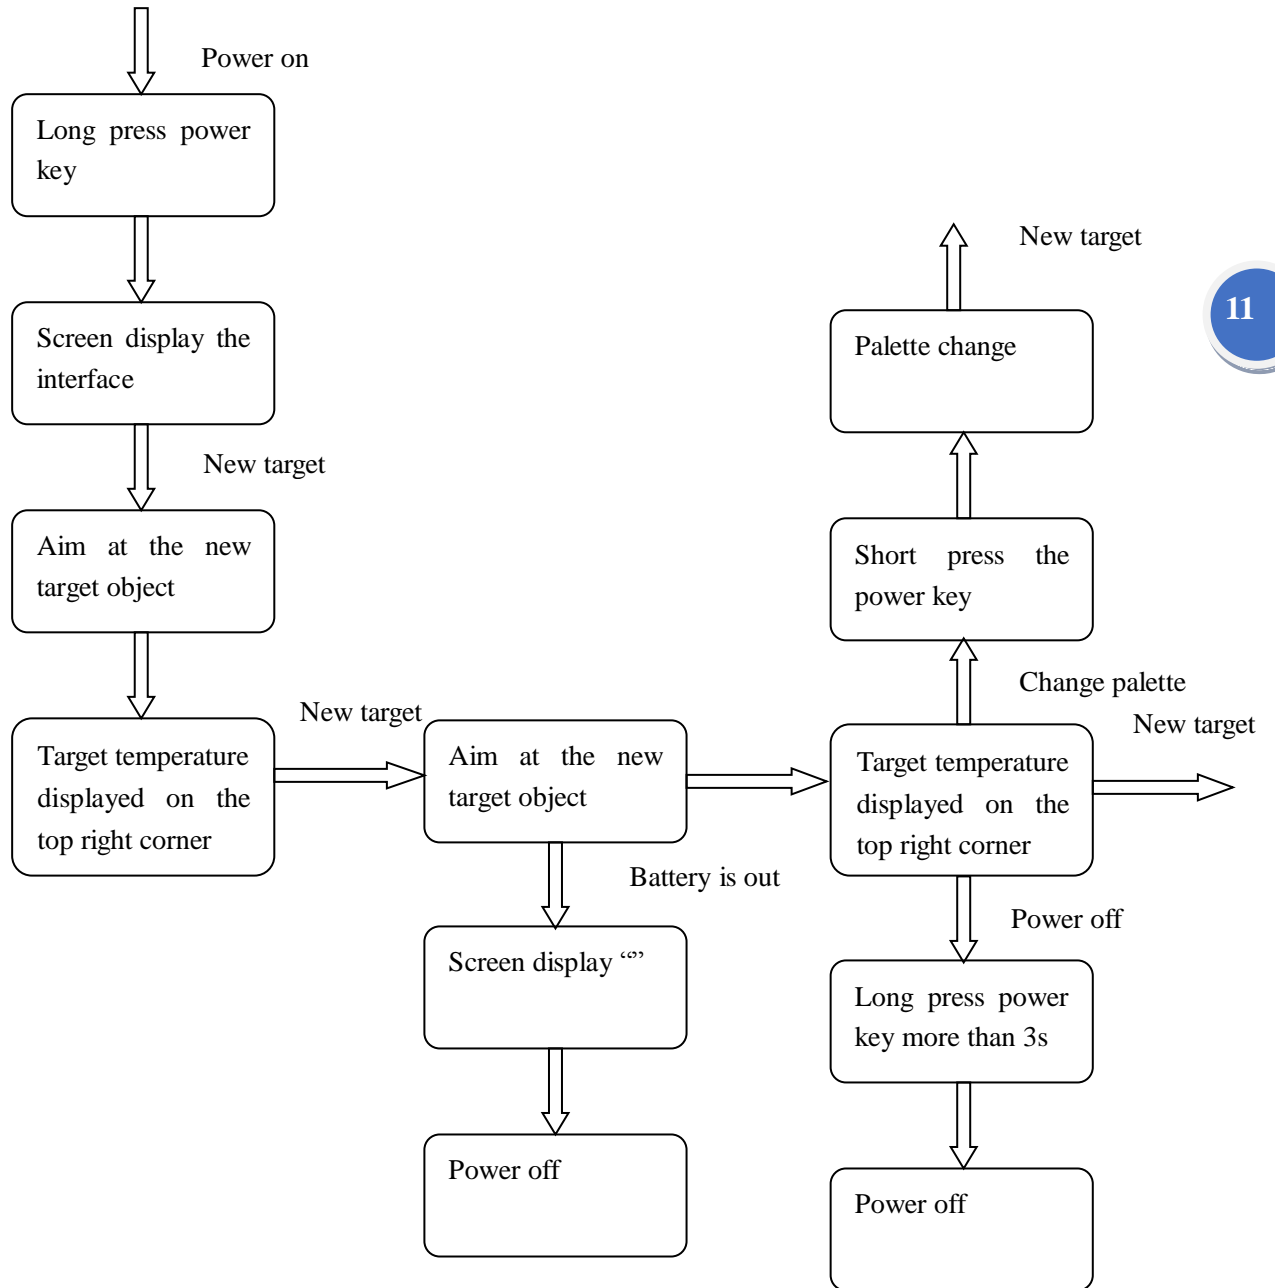 Power on
Long press power
key
Screen display the
interface
New target
Aim at the new
target object
Target temperature
displayed on the
top right corner
New target
Aim at the new
target object
Battery is out
Screen display “”
Power off
New target
Palette change
Short press the
power key
Change palette
New target
Target temperature
displayed on the
top right corner
Power off
Long press power
key more than 3s
Power off
11